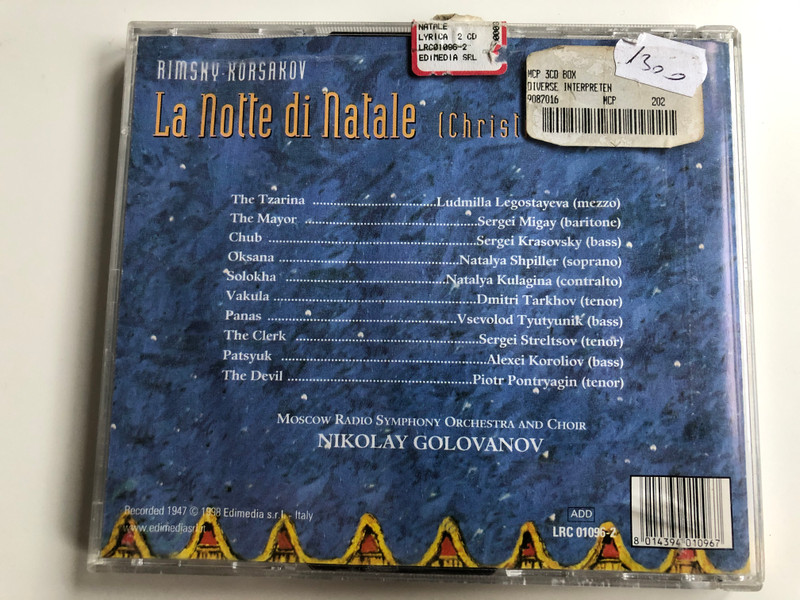 NATALE
LYRICA 2 CD
LRC01096-2
EDIMEDIA SRL
1300
MCP 3CD BOX
DIVERSE INTERPRETEN
9087016 MCP 202
RIMSKY-KORSAKOV
La Notte di Natale (Christ
The Tzarina ..............................Ludmilla Legostayeva (mezzo)
The Mayor ..............................Sergei Migay (baritone)
Chub ..............................Sergei Krasovsky (bass)
Oksana ..............................Natalya Shpiller (soprano)
Solokha ..............................Natalya Kulagina (contralto)
Vakula ..............................Dmitri Tarkhov (tenor)
Panas ..............................Vsevolod Tyutyunik (bass)
The Clerk ..............................Sergei Streltsov (tenor)
Patsyuk ..............................Alexei Koroliov (bass)
The Devil ..............................Piotr Pontryagin (tenor)
MOSCOW RADIO SYMPHONY ORCHESTRA AND CHOIR
NIKOLAY GOLOVANOV
Recorded 1947 © 1998 Edimedia s.r.l. - Italy
www.edimediasrl.it
ADD
LRC 01096-2
8 014394 010967